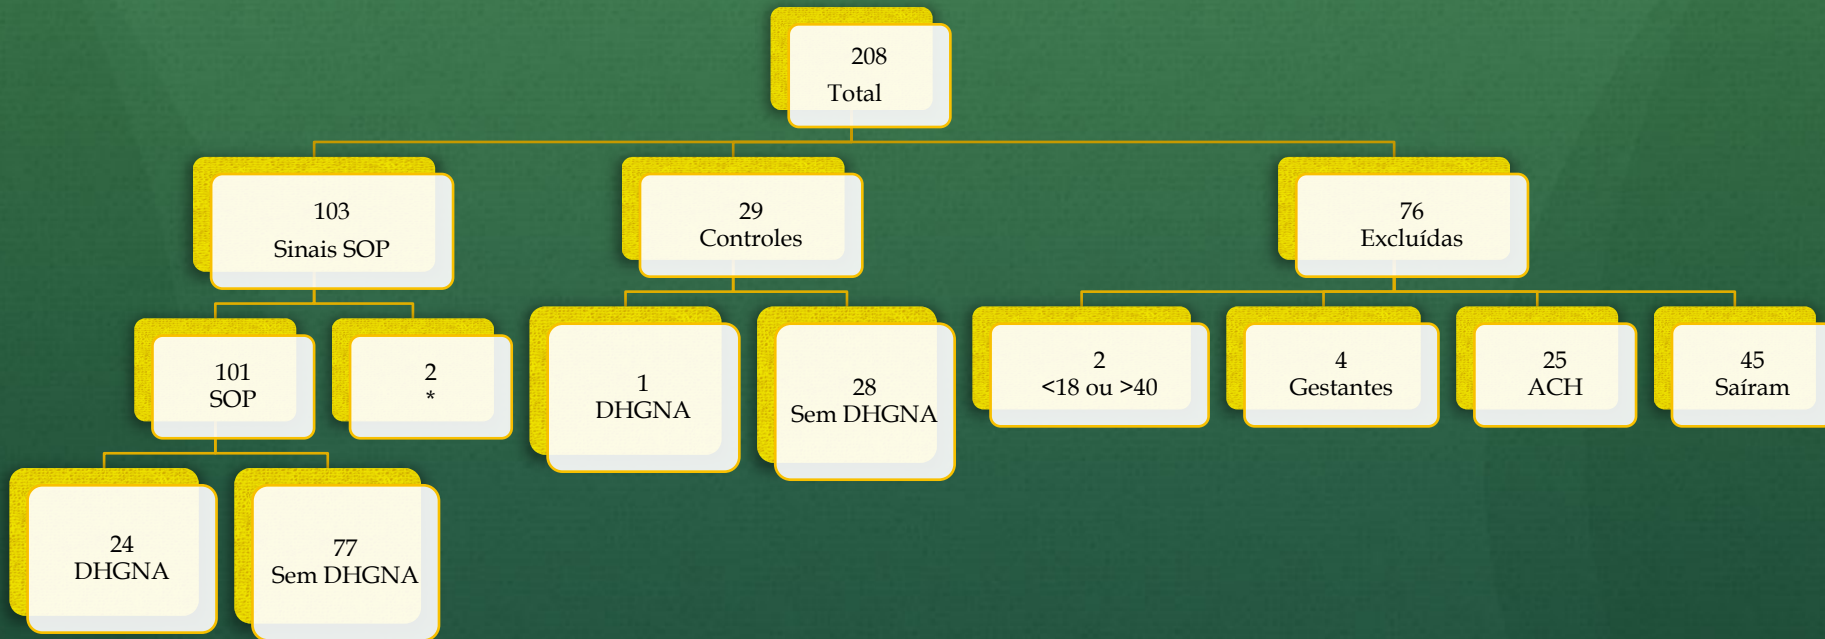 208
Total
103
Sinais SOP
29
Controles
76
Excluídas
101
SOP
2
*
1
DHGNA
28
Sem DHGNA
2
<18 ou >40
4
Gestantes
25
ACH
45
Saíram
24
DHGNA
77
Sem DHGNA